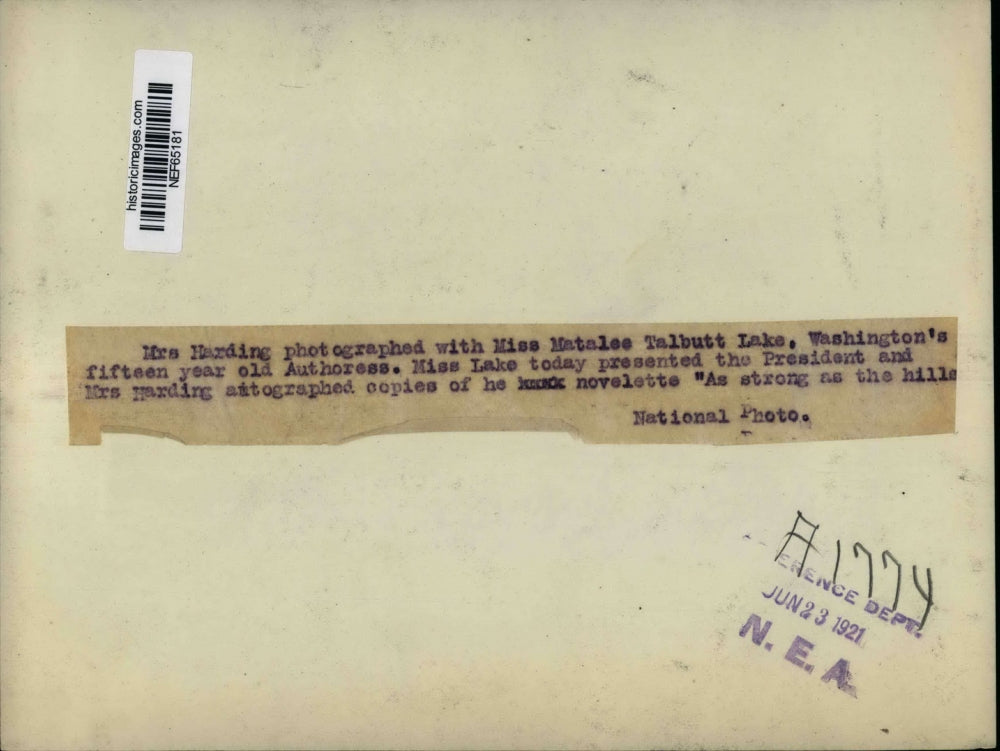 historicimages.com
NEF65181
Mrs Harding photographed with Miss Matalee Talbutt Lake, Washington's
fifteen year old Authoress. Miss Lake today presented the President and
Mrs Harding aitographed copies of he novelette "As strong as the hills
National Photo.
A1774
ERENCE DEPT.
JUN 23 1921
N. E. A.